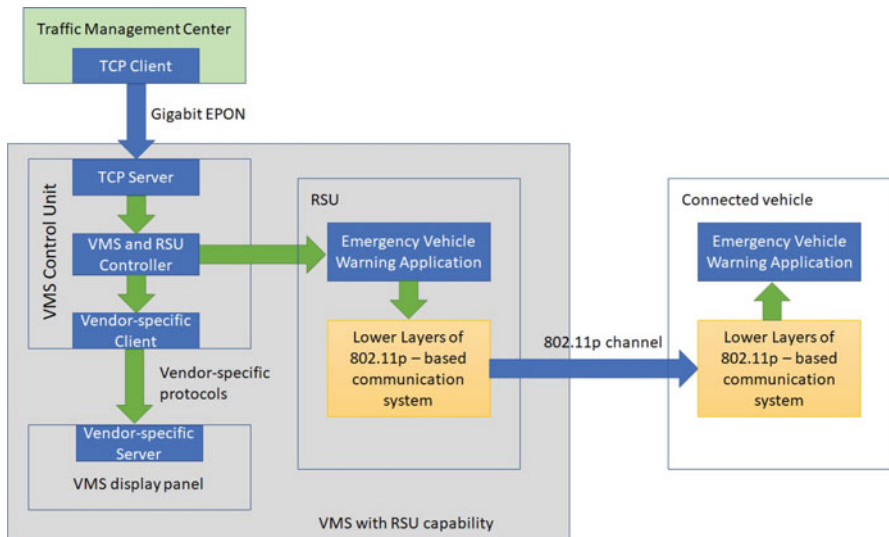 Traffic Management Center
TCP Client
Gigabit EPON
VMS Control Unit
TCP Server
VMS and RSU
Controller
Vendor-specific
Client
Vendor-specific
protocols
Vendor-specific
Server
VMS display panel
RSU
Emergency Vehicle
Warning Application
Lower Layers of
802.11p – based
communication
system
802.11p channel
Connected vehicle
Emergency Vehicle
Warning Application
Lower Layers of
802.11p – based
communication
system
VMS with RSU capability